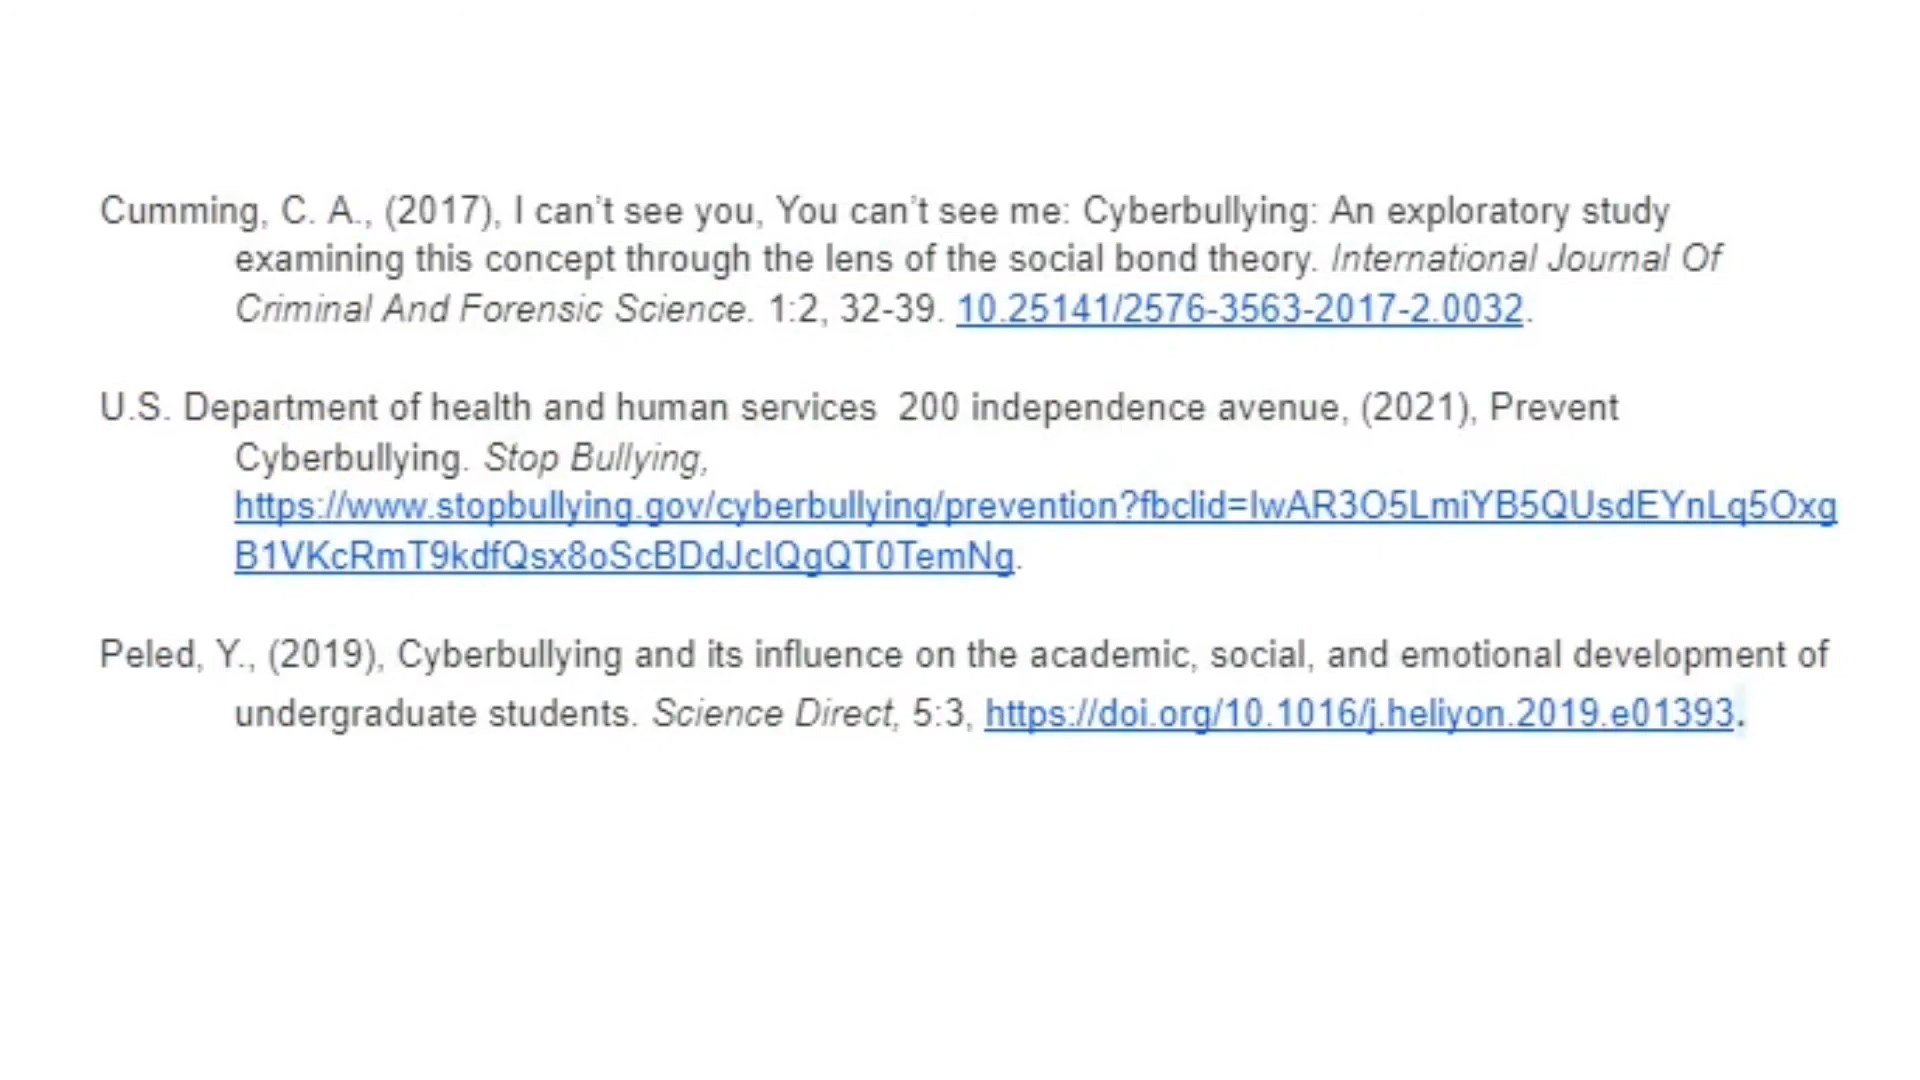 Cumming, C. A., (2017), I can't see you, You can't see me: Cyberbullying: An exploratory study
examining this concept through the lens of the social bond theory. International Journal Of
Criminal And Forensic Science. 1:2, 32-39. 10.25141/2576-3563-2017-2.0032.
U.S. Department of health and human services  200 independence avenue, (2021), Prevent
Cyberbullying. Stop Bullying,
https://www.stopbullying.gov/cyberbullying/prevention?fbclid=IwAR3O5LmiYB5QUsdEYnLq5Oxg
B1VKcRmT9kdfQsx8oScBDdJcIQgQT0TemNg.
Peled, Y., (2019), Cyberbullying and its influence on the academic, social, and emotional development of
undergraduate students. Science Direct, 5:3, https://doi.org/10.1016/j.heliyon.2019.e01393.